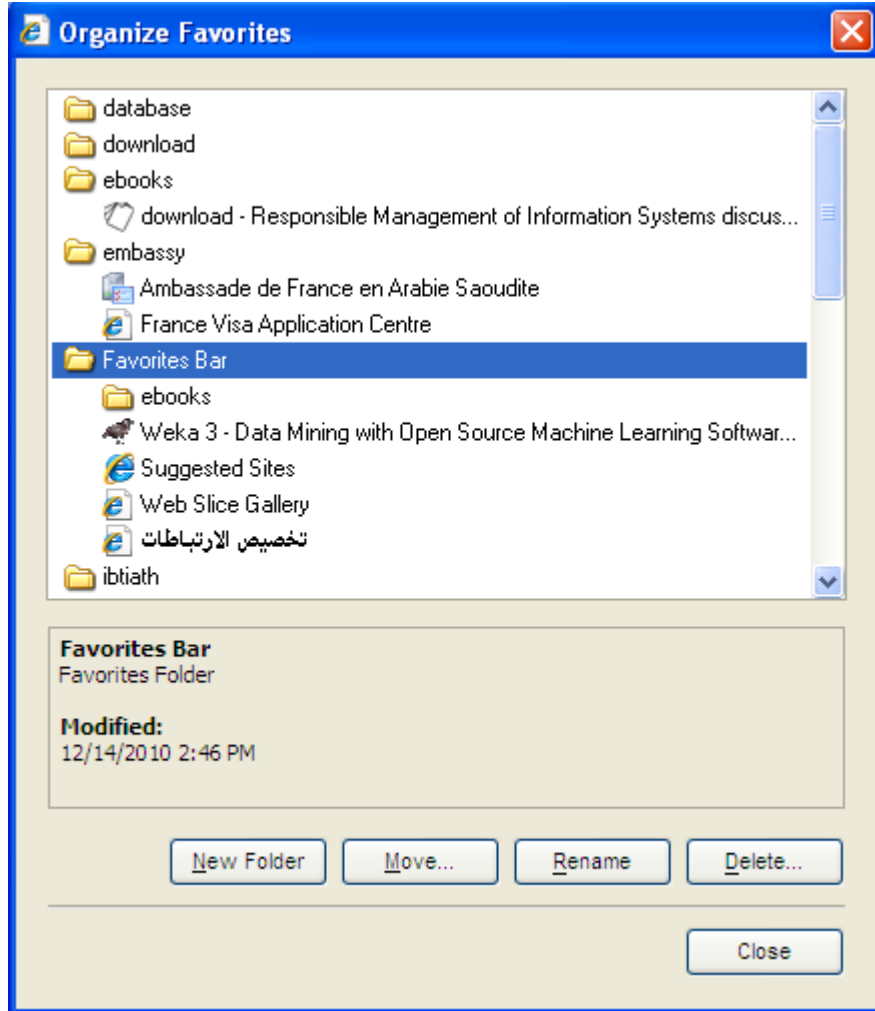 Organize Favorites
database
download
ebooks
download - Responsible Management of Information Systems discus...
embassy
Ambassade de France en Arabie Saoudite
France Visa Application Centre
Favorites Bar
ebooks
Weka 3 - Data Mining with Open Source Machine Learning Softwar...
Suggested Sites
Web Slice Gallery
تخصيص الارتباطات
ibtiath
Favorites Bar
Favorites Folder
Modified:
12/14/2010 2:46 PM
New Folder Move... Rename Delete...
Close